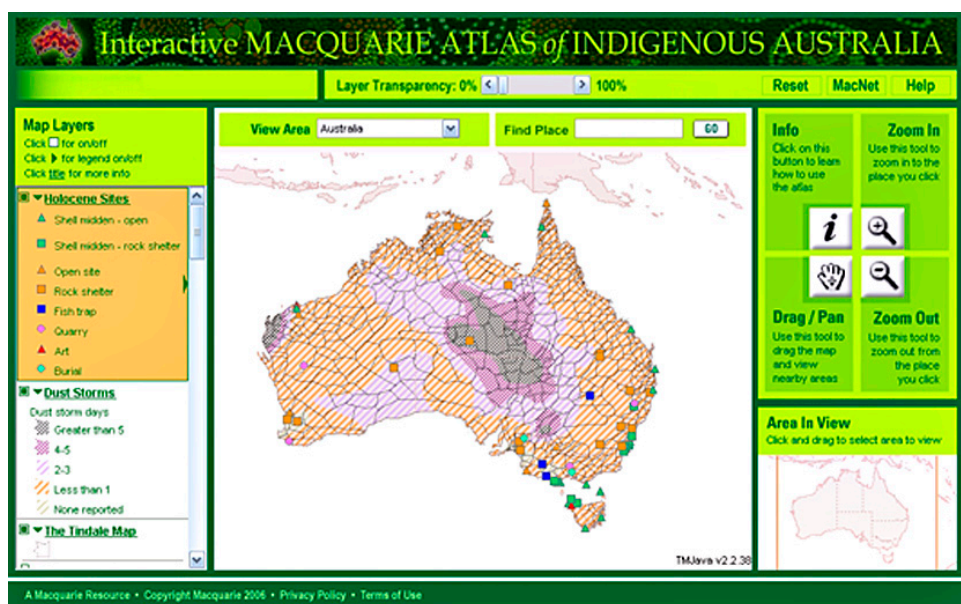 Interactive MACQUARIE ATLAS of INDIGENOUS AUSTRALIA
Layer Transparency: 0%
100%
Reset
MacNet
Help
Map Layers
Click for on/off
Click for legend on/off
Click title for more info
Holocene Sites
Shell midden - open
Shell midden - rock shelter
Open site
Rock shelter
Fish trap
Quarry
Art
Burial
Dust Storms
Dust storm days
Greater than 5
4-5
2-3
Less than 1
None reported
The Tindale Map
View Area
Australia
Find Place
GO
TMJava v2.2.38
Info
Click on this
button to learn
how to use
the atlas
Zoom In
Use this tool to
zoom in to the
place you click
i
Drag / Pan
Use this tool to
drag the map
and view
nearby areas
Zoom Out
Use this tool to
zoom out from
the place
you click
Area In View
Click and drag to select area to view
A Macquarie Resource • Copyright Macquarie 2006 • Privacy Policy • Terms of Use